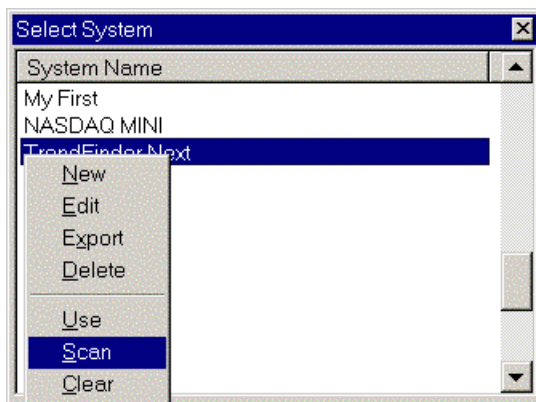 Select System
System Name
My First
NASDAQ MINI
TrendFinder Next
New
Edit
Export
Delete
Use
Scan
Clear